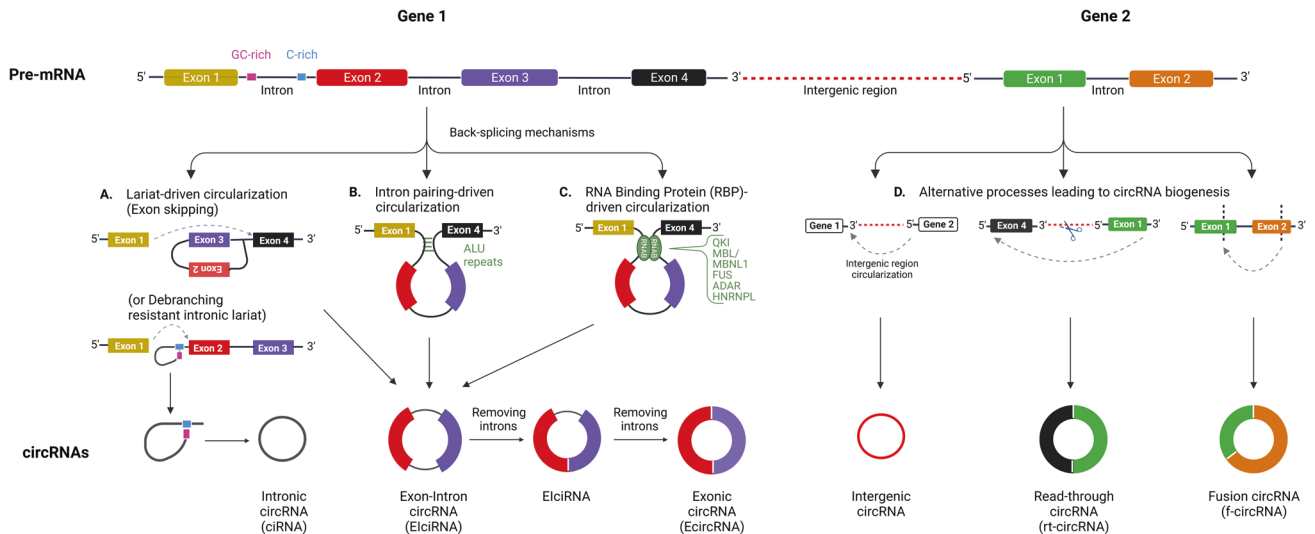 Gene 1
Gene 2
GC-rich
C-rich
Pre-mRNA
5'
Exon 1
Exon 2
Exon 3
Exon 4
3'
5'
Exon 1
Exon 2
3'
Intron
Intron
Intron
Intergenic region
Intron
Back-splicing mechanisms
A. Lariat-driven circularization
(Exon skipping)
5'
Exon 1
Exon 3
Exon 4
3'
Exon 2
(or Debranching
resistant intronic lariat)
5'
Exon 1
Exon 2
Exon 3
3'
B. Intron pairing-driven
circularization
5'
Exon 1
Exon 4
3'
ALU
repeats
C. RNA Binding Protein (RBP)-
driven circularization
5'
Exon 1
Exon 4
3'
RNAB
RNAB
QKI
MBL/
MBNL1
FUS
ADAR
HNRNPL
D. Alternative processes leading to circRNA biogenesis
Gene 1
3'
5'
Gene 2
Intergenic region
circularization
5'
Exon 4
3'
5'
Exon 1
3'
5'
Exon 1
Exon 2
3'
circRNAs
Removing
introns
Removing
introns
Intronic
circRNA
(ciRNA)
Exon-Intron
circRNA
(EIciRNA)
EIciRNA
Exonic
circRNA
(EcircRNA)
Intergenic
circRNA
Read-through
circRNA
(rt-circRNA)
Fusion circRNA
(f-circRNA)